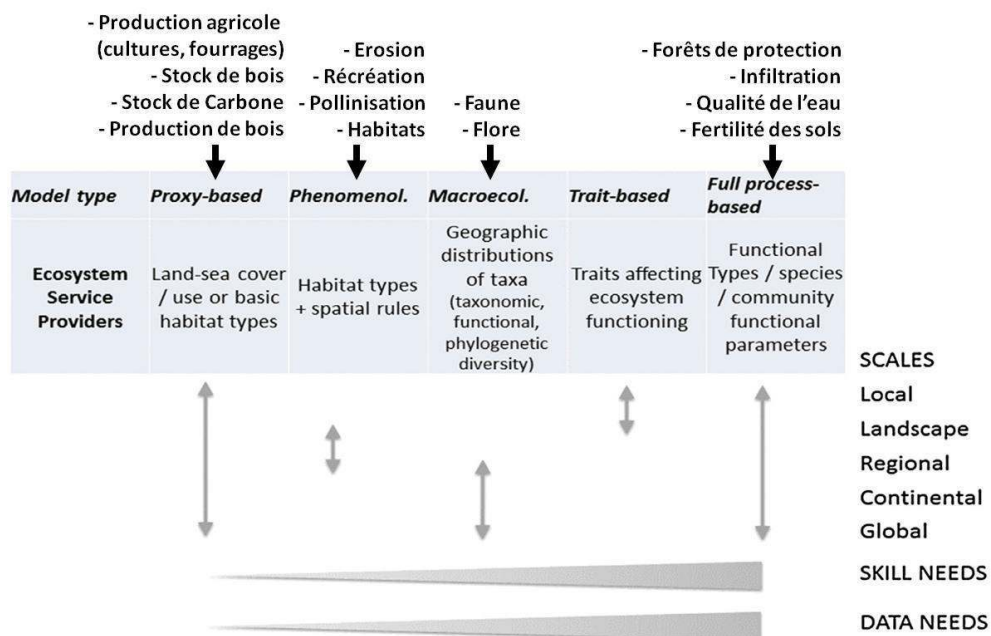 - Production agricole
(cultures, fourrages)
- Stock de bois
- Stock de Carbone
- Production de bois
- Erosion
- Récréation
- Pollinisation
- Habitats
- Faune
- Flore
- Forêts de protection
- Infiltration
- Qualité de l'eau
- Fertilité des sols
Model type
Proxy-based
Phenomenol.
Macroecol.
Trait-based
Full process-
based
Ecosystem
Service
Providers
Land-sea cover
/ use or basic
habitat types
Habitat types
+ spatial rules
Geographic
distributions
of taxa
(taxonomic,
functional,
phylogenetic
diversity)
Traits affecting
ecosystem
functioning
Functional
Types / species
/ community
functional
parameters
SCALES
Local
Landscape
Regional
Continental
Global
SKILL NEEDS
DATA NEEDS